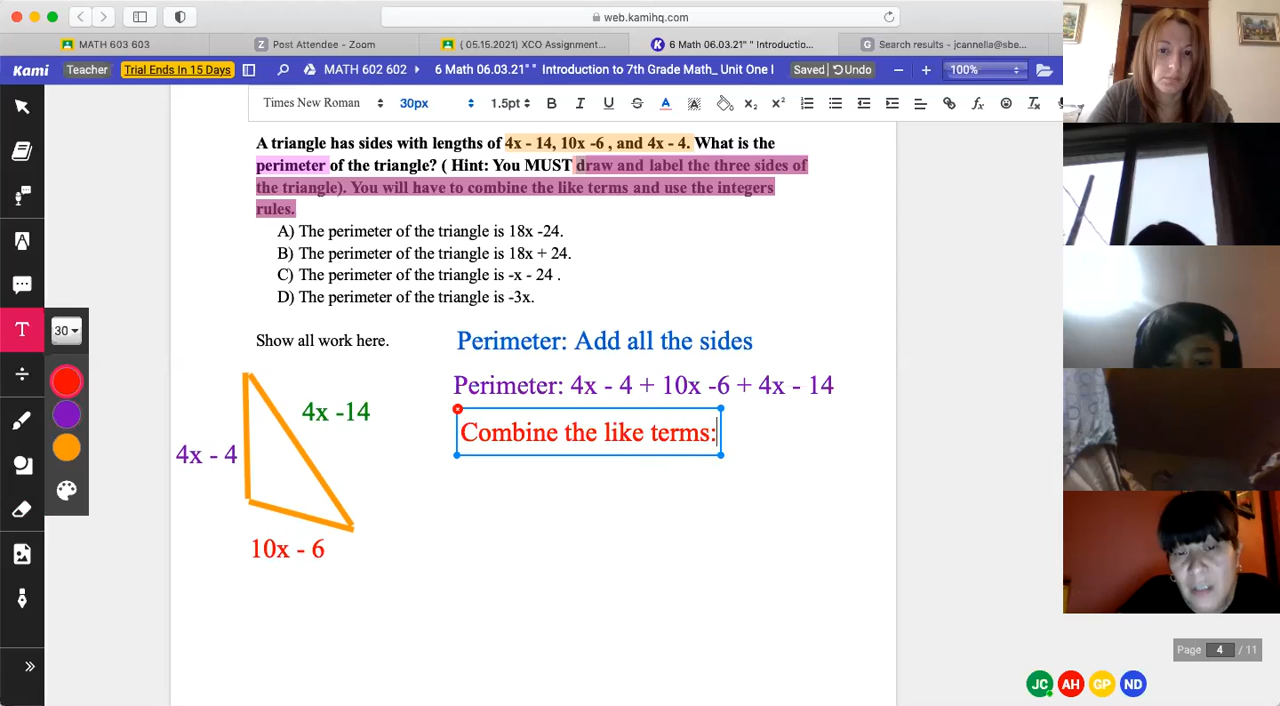 web.kamihq.com
MATH 603 603
Post Attendee - Zoom
( 05.15.2021) XCO Assignment...
6 Math 06.03.21" " Introductio...
Search results - jcannella@sbe...
Kami
Teacher
Trial Ends In 15 Days
MATH 602 602
6 Math 06.03.21" " Introduction to 7th Grade Math_ Unit One I
Saved
Undo
100%
Times New Roman
30px
1.5pt
A triangle has sides with lengths of 4x - 14, 10x -6 , and 4x - 4. What is the
perimeter of the triangle? ( Hint: You MUST draw and label the three sides of
the triangle). You will have to combine the like terms and use the integers
rules.
A) The perimeter of the triangle is 18x -24.
B) The perimeter of the triangle is 18x + 24.
C) The perimeter of the triangle is -x - 24 .
D) The perimeter of the triangle is -3x.
30
Show all work here.
Perimeter: Add all the sides
Perimeter: 4x - 4 + 10x -6 + 4x - 14
4x -14
Combine the like terms:
4x - 4
10x - 6
Page 4 / 11
JC AH GP ND